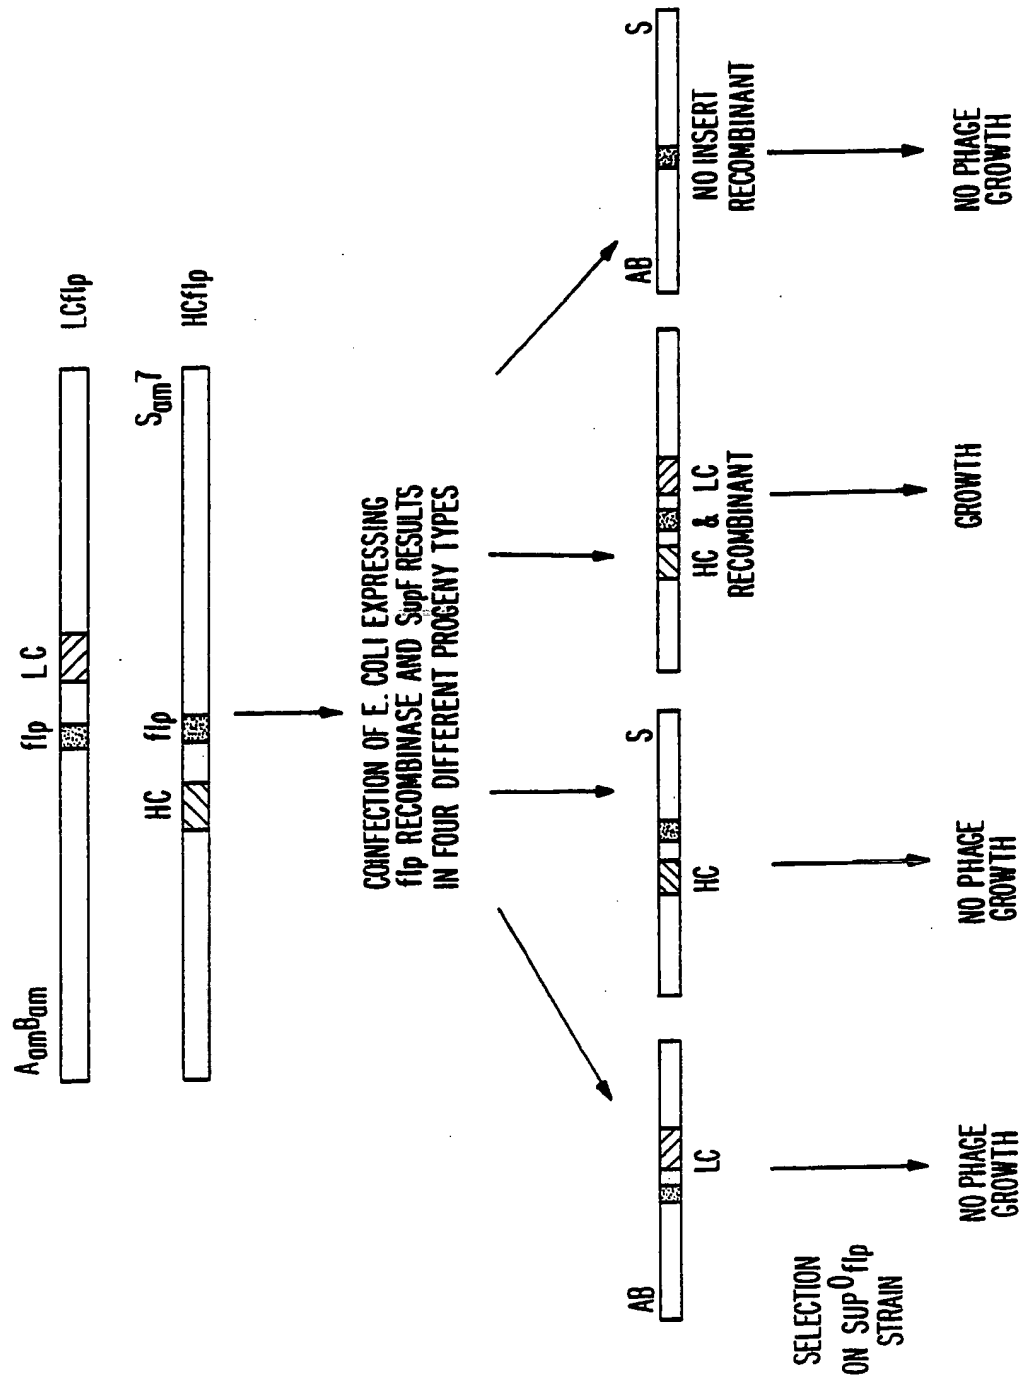 AamBam
flp
LC
LCflp
HC
flp
Sam7
HCflp
COINFECTION OF E. COLI EXPRESSING
flp RECOMBINASE AND SupF RESULTS
IN FOUR DIFFERENT PROGENY TYPES
AB
LC
HC
S
HC & LC
RECOMBINANT
AB
S
NO INSERT
RECOMBINANT
SELECTION
ON SUP⁰flp
STRAIN
NO PHAGE
GROWTH
NO PHAGE
GROWTH
GROWTH
NO PHAGE
GROWTH